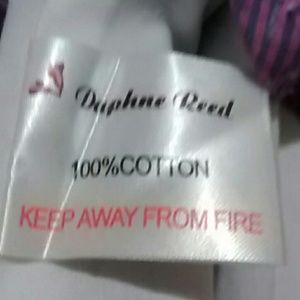 Daphne Reed
100%COTTON
KEEP AWAY FROM FIRE